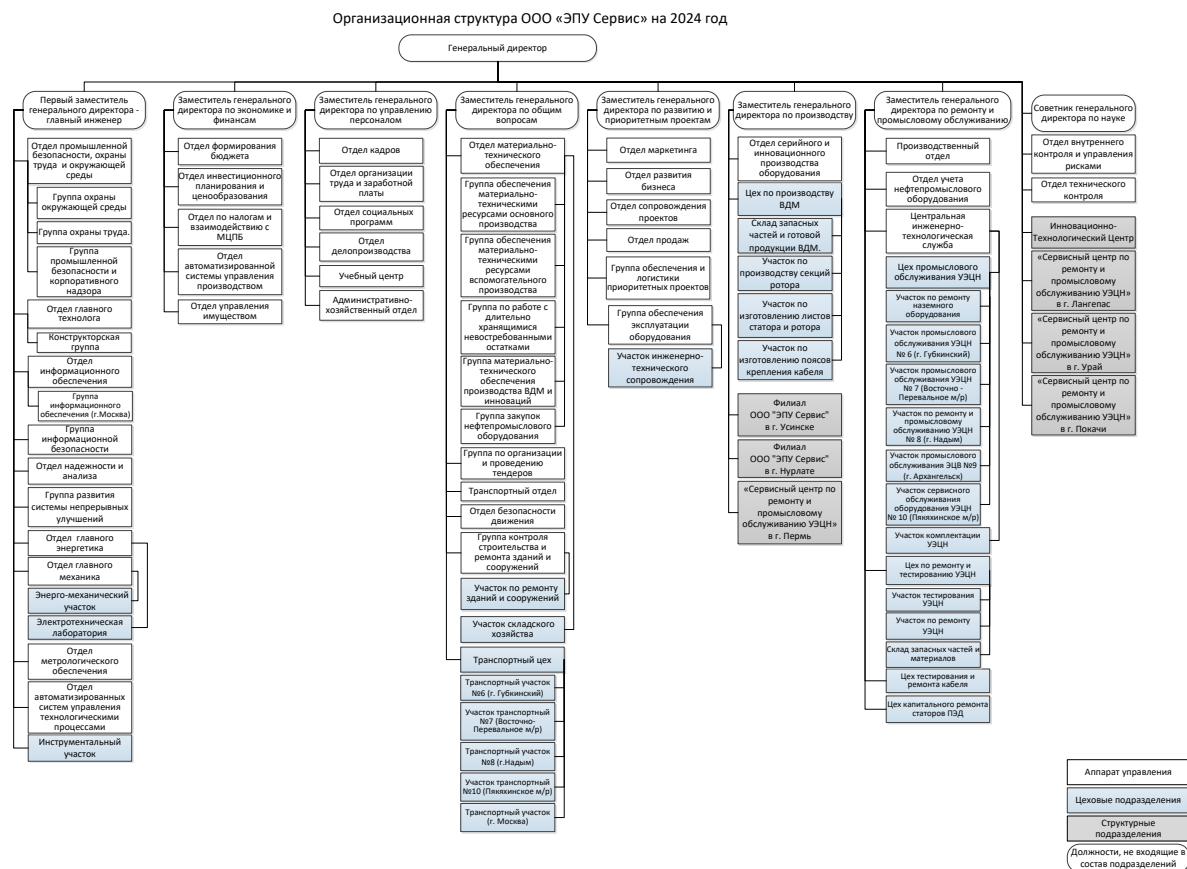 Организационная структура ООО «ЭПУ Сервис» на 2024 год
Генеральный директор
Первый заместитель
генерального директора -
главный инженер
Отдел промышленной
безопасности, охраны
труда и окружающей
среды
Группа охраны
окружающей среды
Группа охраны труда.
Группа
промышленной
безопасности и
корпоративного
надзора
Отдел главного
технолога
Конструкторская
группа
Отдел
информационного
обеспечения
Группа
информационного
обеспечения (г.Москва)
Группа
информационной
безопасности
Отдел надежности и
анализа
Группа развития
системы непрерывных
улучшений
Отдел главного
энергетика
Отдел главного
механика
Энерго-механический
участок
Электротехническая
лаборатория
Отдел
метрологического
обеспечения
Отдел
автоматизированных
систем управления
технологическими
процессами
Инструментальный
участок
Заместитель генерального
директора по экономике и
финансам
Отдел формирования
бюджета
Отдел инвестиционного
планирования и
ценообразования
Отдел по налогам и
взаимодействию с
МЦПБ
Отдел
автоматизированной
системы управления
производством
Отдел управления
имуществом
Заместитель генерального
директора по управлению
персоналом
Отдел кадров
Отдел организации
труда и заработной
платы
Отдел социальных
программ
Отдел
делопроизводства
Учебный центр
Административно-
хозяйственный отдел
Заместитель генерального
директора по общим
вопросам
Отдел материально-
технического
обеспечения
Группа обеспечения
материально-
техническими
ресурсами основного
производства
Группа обеспечения
материально-
техническими
ресурсами
вспомогательного
производства
Группа по работе с
длительно
хранящимися
невостребованными
остатками
Группа материально-
технического
обеспечения
производства ВДМ и
инноваций
Группа закупок
нефтепромыслового
оборудования
Группа по организации
и проведению
тендеров
Транспортный отдел
Отдел безопасности
движения
Группа контроля
строительства и
ремонта зданий и
сооружений
Участок по ремонту
зданий и сооружений
Участок складского
хозяйства
Транспортный цех
Транспортный участок
№6 (г. Губкинский)
Участок транспортный
№7 (Восточно-
Перевальное м/р)
Транспортный участок
№8 (г.Надым)
Участок транспортный
№10 (Пякяхинское м/р)
Транспортный участок
(г. Москва)
Заместитель генерального
директора по развитию и
приоритетным проектам
Отдел маркетинга
Отдел развития
бизнеса
Отдел сопровождения
проектов
Отдел продаж
Группа обеспечения
и логистики
приоритетных проектов
Группа обеспечения
эксплуатации
оборудования
Участок инженерно-
технического
сопровождения
Заместитель генерального
директора по производству
Отдел серийного и
инновационного
производства
оборудования
Цех по производству
ВДМ
Склад запасных
частей и готовой
продукции ВДМ.
Участок по
производству секций
ротора
Участок по
изготовлению листов
статора и ротора
Участок по
изготовлению поясов
крепления кабеля
Филиал
ООО "ЭПУ Сервис"
в г. Усинске
Филиал
ООО "ЭПУ Сервис"
в г. Нурлате
«Сервисный центр по
ремонту и
промысловому
обслуживанию УЭЦН»
в г. Пермь
Заместитель генерального
директора по ремонту и
промысловому обслуживанию
Производственный
отдел
Отдел учета
нефтепромыслового
оборудования
Центральная
инженерно-
технологическая
служба
Цех промыслового
обслуживания УЭЦН
Участок по ремонту
наземного
оборудования
Участок промыслового
обслуживания УЭЦН
№ 6 (г. Губкинский)
Участок промыслового
обслуживания УЭЦН
№ 7 (Восточно -
Перевальное м/р)
Участок по ремонту и
промысловому
обслуживанию УЭЦН
№ 8 (г. Надым)
Участок промыслового
обслуживания ЭЦВ №9
(г. Архангельск)
Участок сервисного
обслуживания
оборудования УЭЦН
№ 10 (Пякяхинское м/р)
Участок комплектации
УЭЦН
Цех по ремонту и
тестированию УЭЦН
Участок тестирования
УЭЦН
Участок по ремонту
УЭЦН
Склад запасных частей и
материалов
Цех тестирования и
ремонта кабеля
Цех капитального ремонта
статоров ПЭД
Советник генерального
директора по науке
Отдел внутреннего
контроля и управления
рисками
Отдел технического
контроля
Инновационно-
Технологический Центр
«Сервисный центр по
ремонту и
промысловому
обслуживанию УЭЦН»
в г. Лангепас
«Сервисный центр по
ремонту и
промысловому
обслуживанию УЭЦН»
в г. Урай
«Сервисный центр по
ремонту и
промысловому
обслуживанию УЭЦН»
в г. Покачи
Аппарат управления
Цеховые подразделения
Структурные
подразделения
Должности, не входящие в
состав подразделений